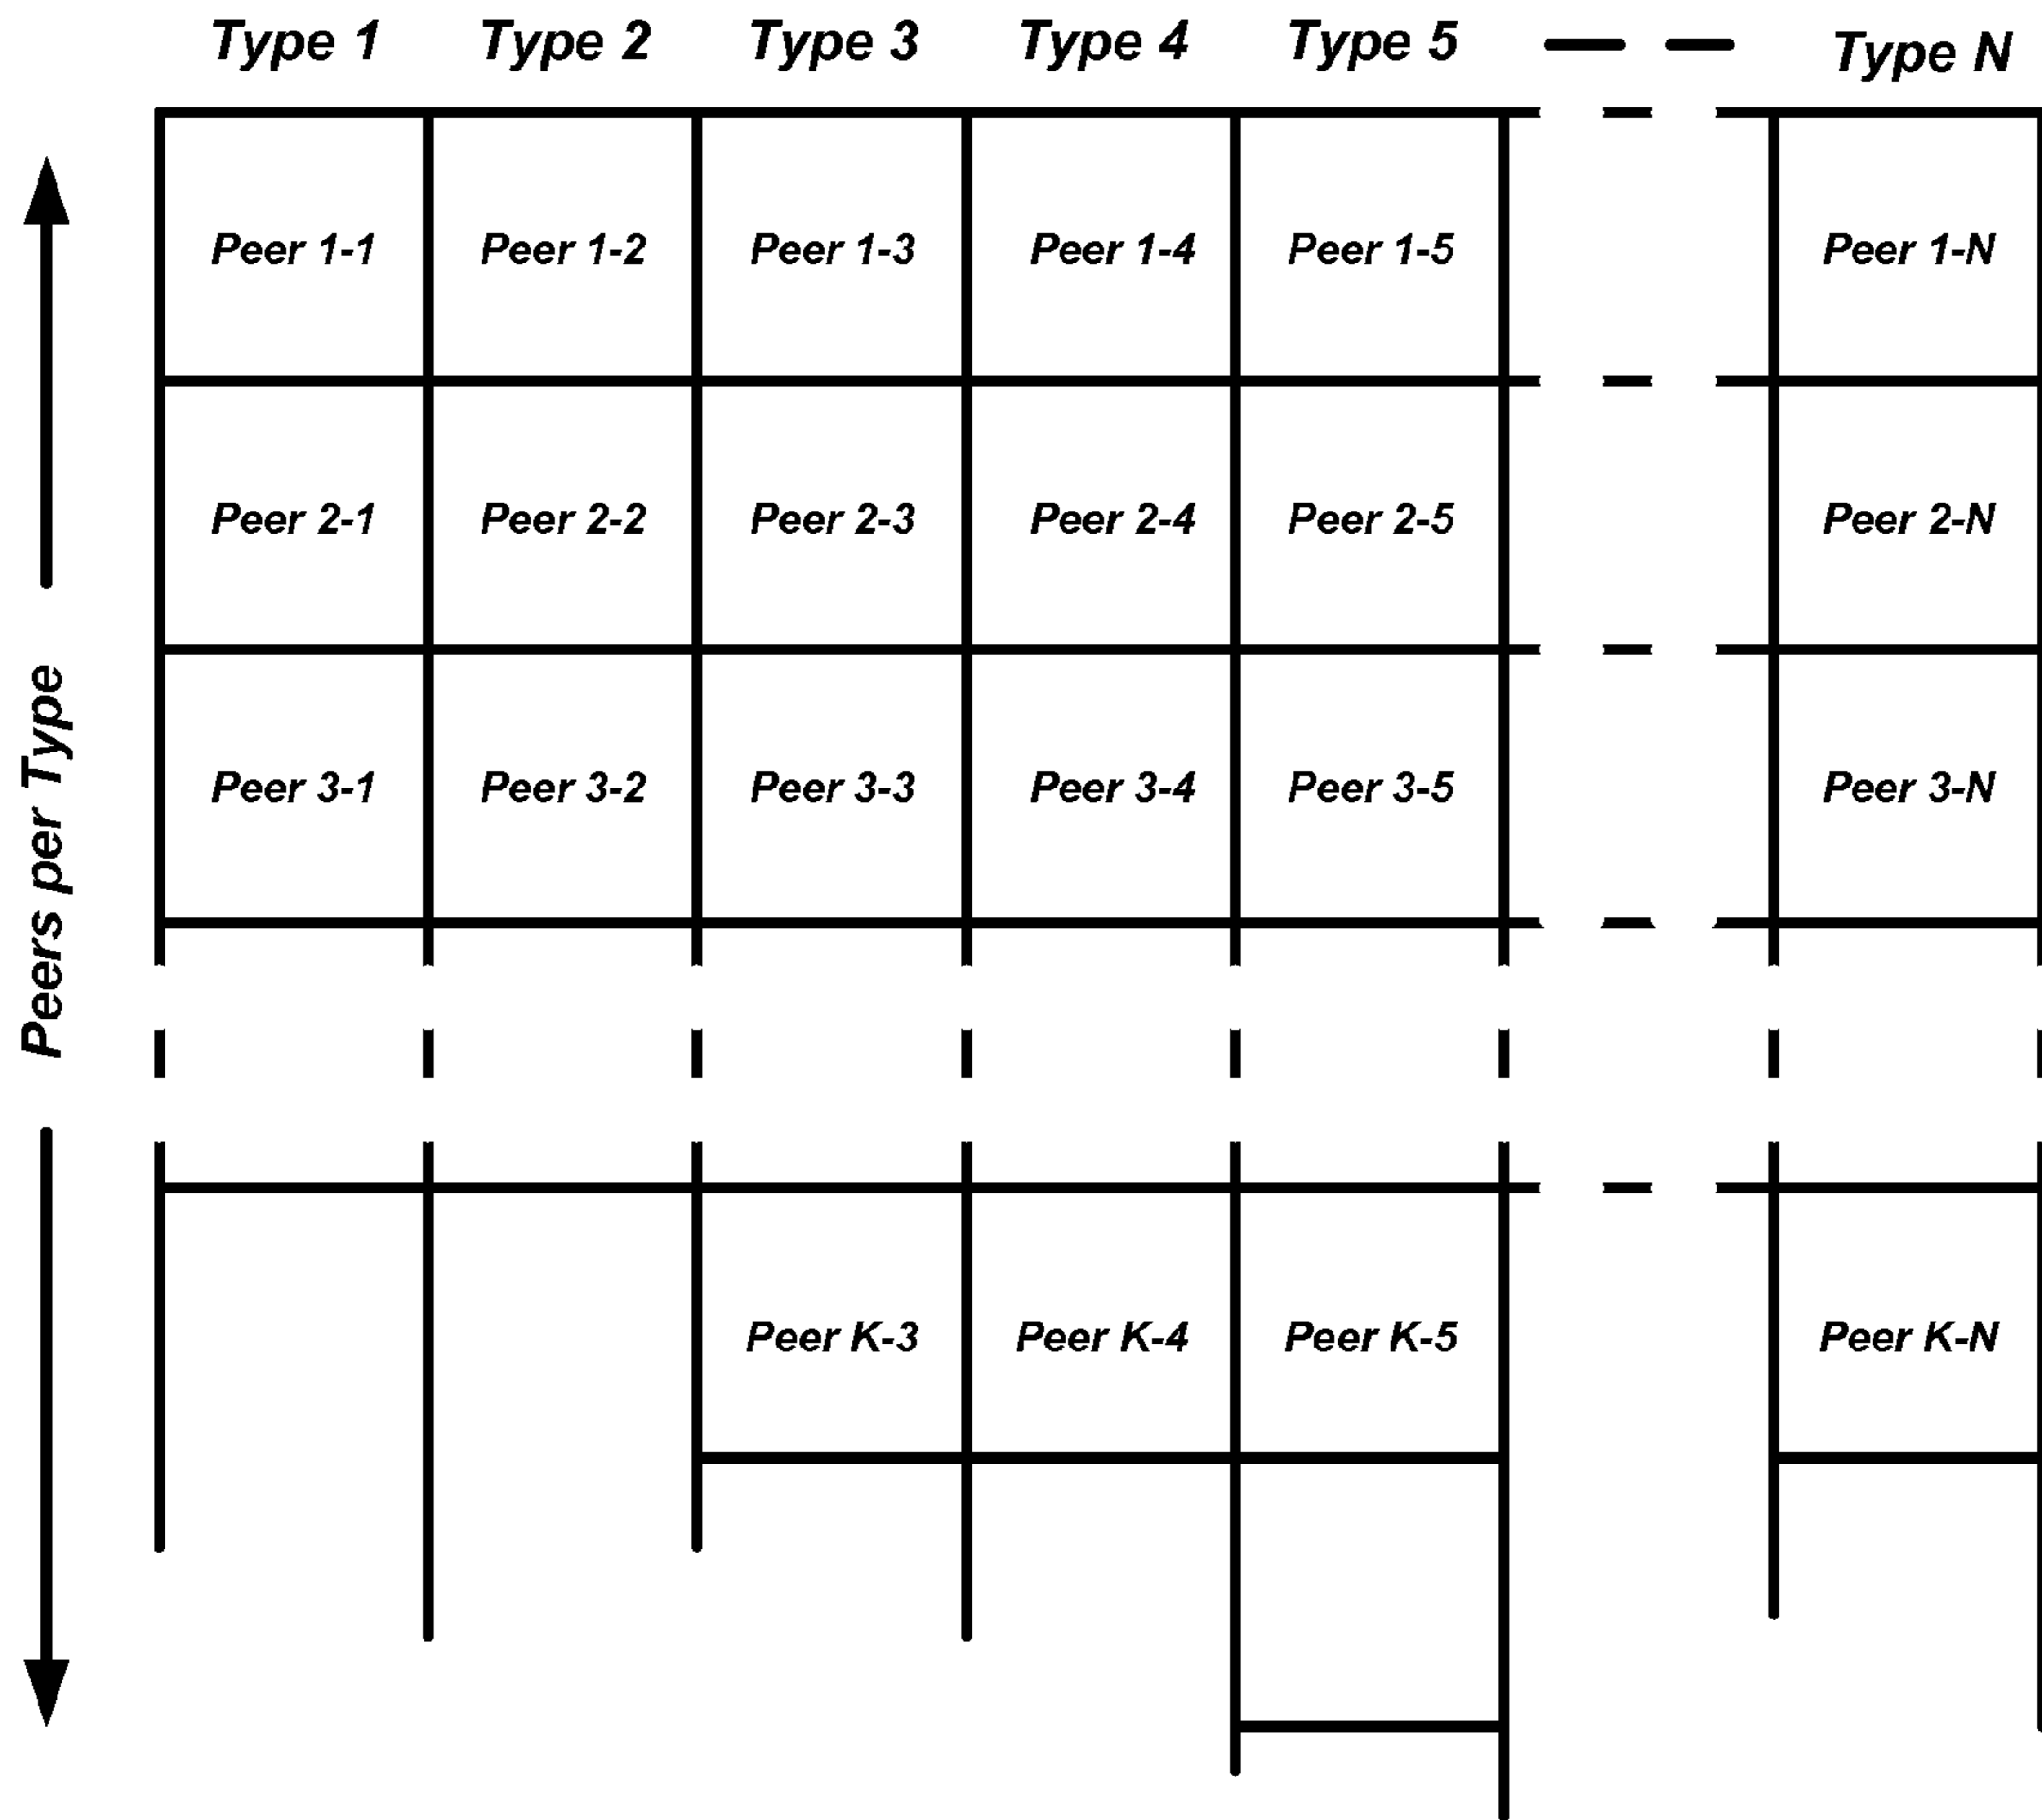 Type 1 Type 2 Type 3 Type 4 Type 5 Type N
Peers per Type
Peer 1-1 Peer 1-2 Peer 1-3 Peer 1-4 Peer 1-5 Peer 1-N
Peer 2-1 Peer 2-2 Peer 2-3 Peer 2-4 Peer 2-5 Peer 2-N
Peer 3-1 Peer 3-2 Peer 3-3 Peer 3-4 Peer 3-5 Peer 3-N
Peer K-3 Peer K-4 Peer K-5 Peer K-N